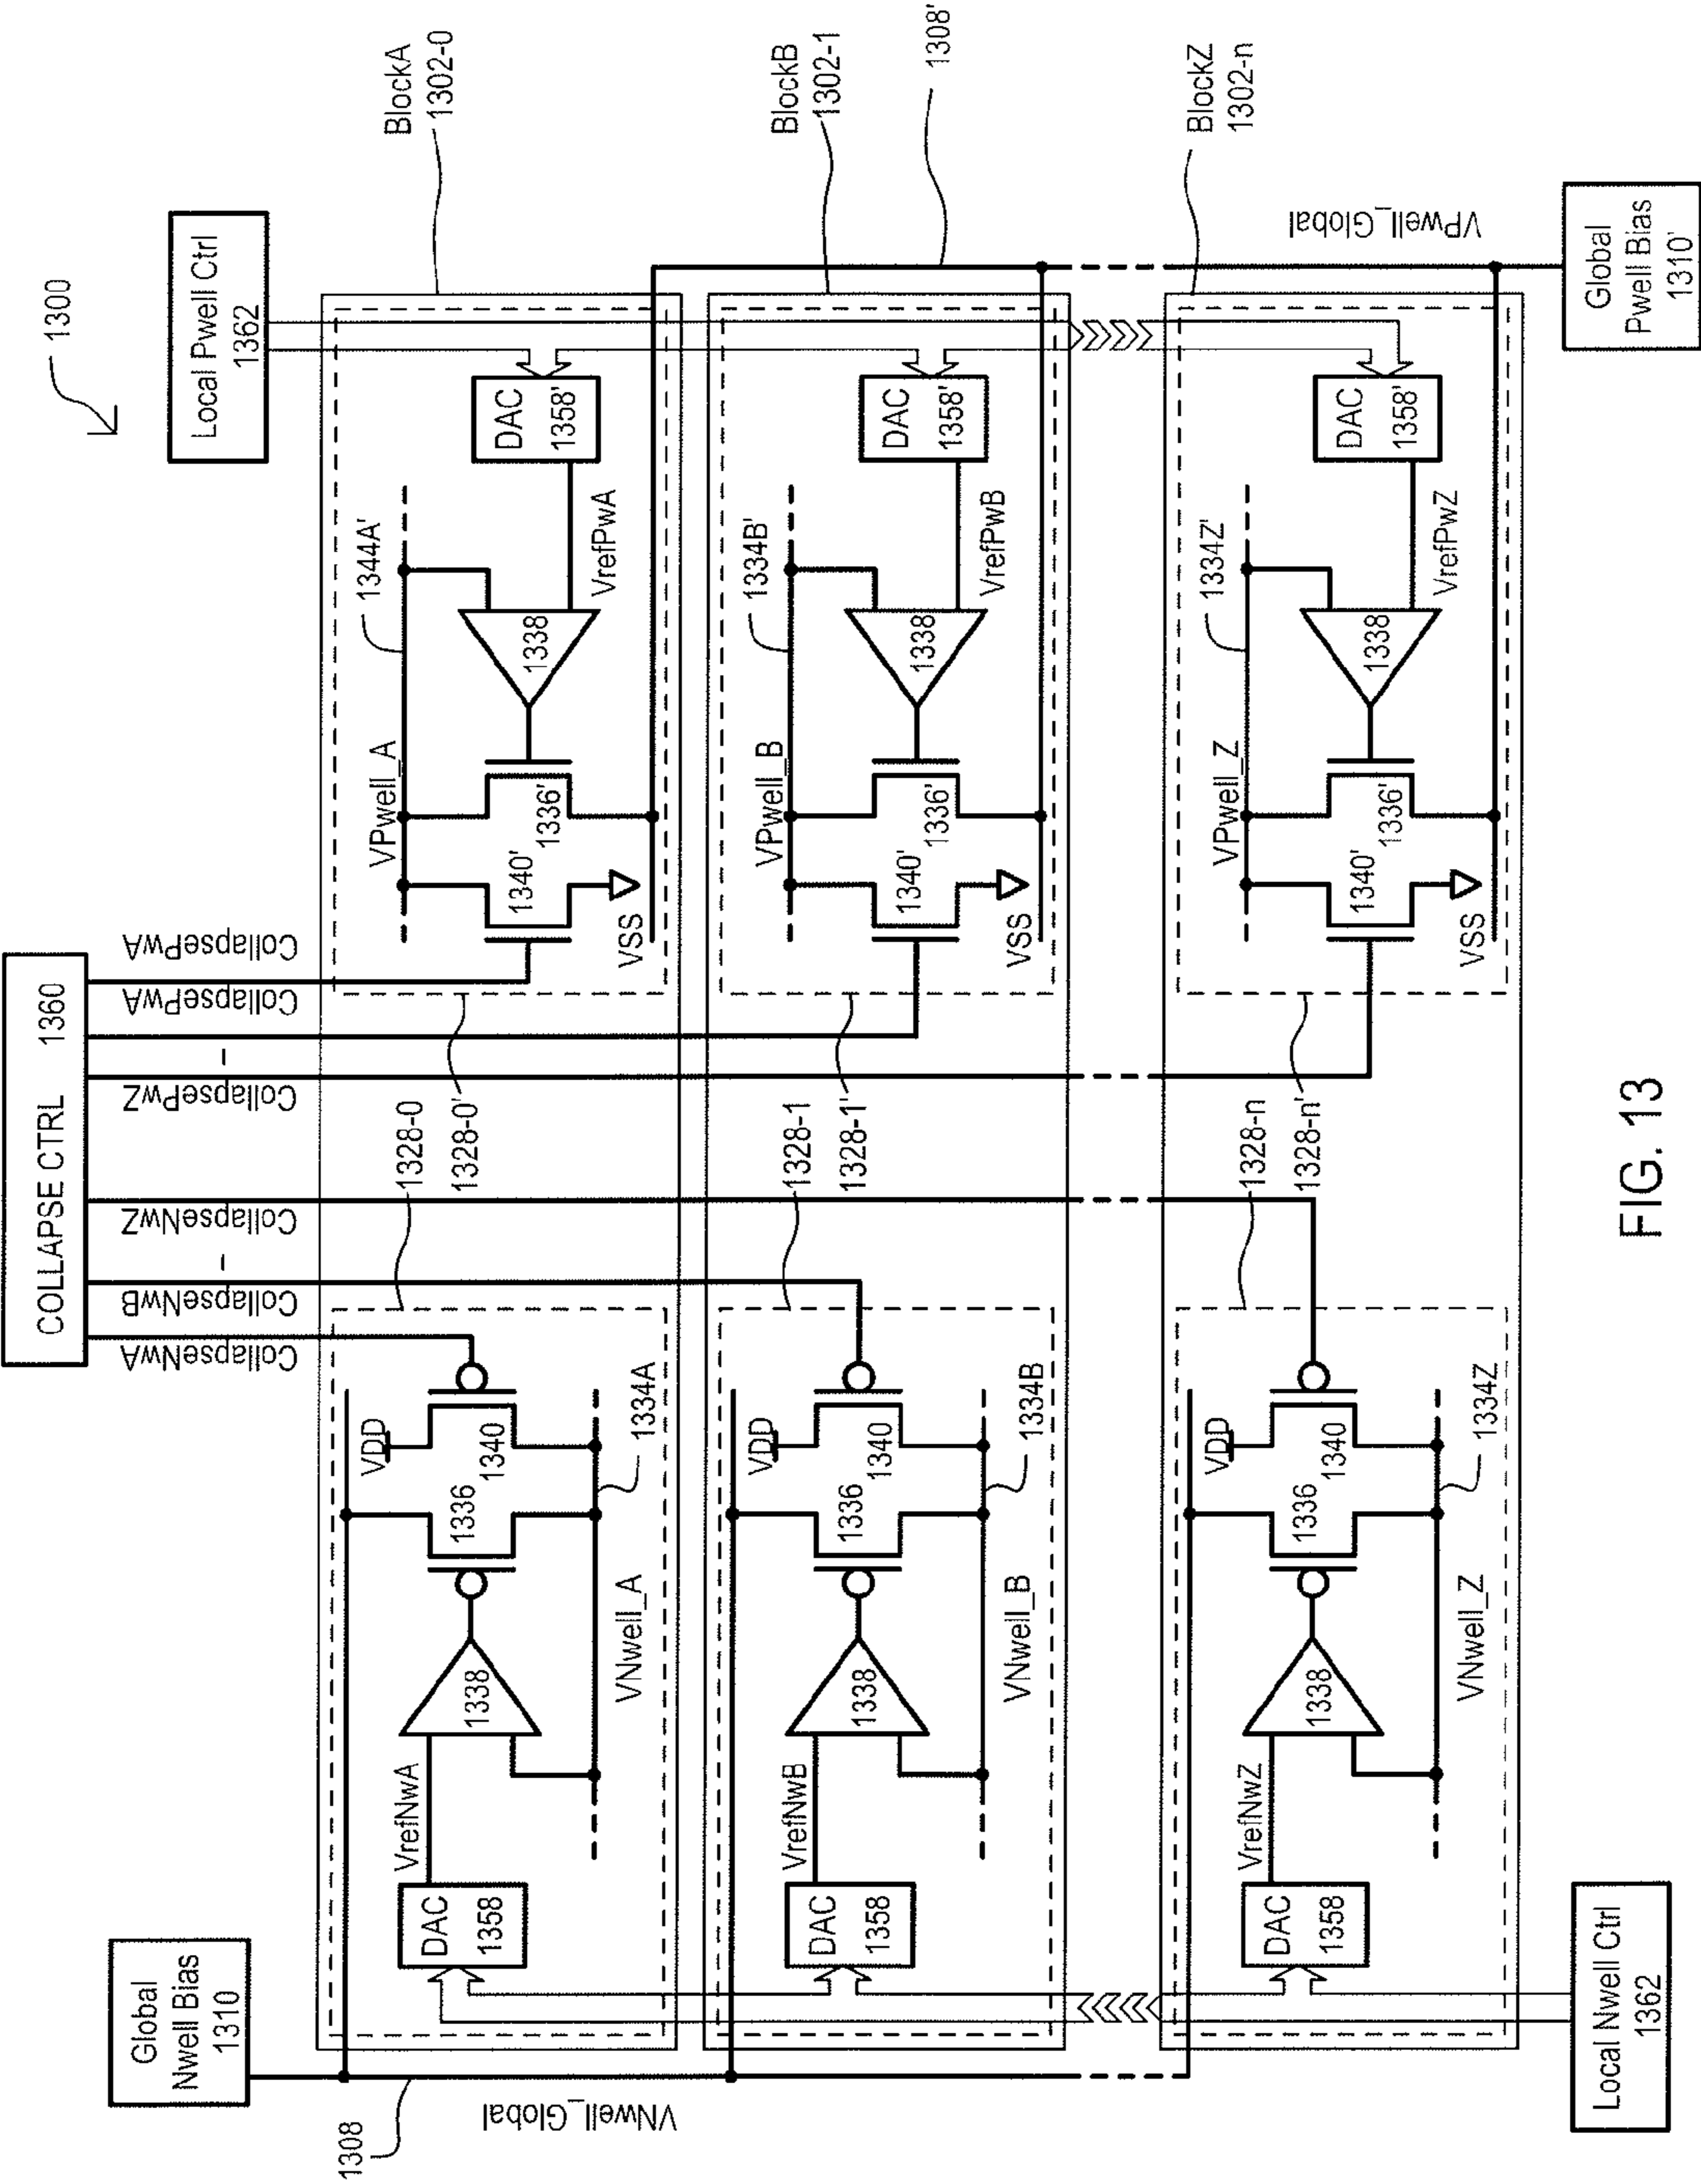 1300
Global
Nwell Bias
1310
COLLAPSE CTRL 1360
Local Pwell Ctrl
1362
CollapseNwA
CollapseNwB
--
CollapseNwZ
CollapsePwZ
--
CollapsePwA
CollapsePwA
1308
VNwell_Global
BlockA
1302-0
DAC
1358
VrefNwA
1338
1336
VDD
1340
VNwell_A
1334A
1328-0
1328-0'
VPwell_A
1344A'
1340'
1336'
VSS
1338
VrefPwA
DAC
1358'
BlockB
1302-1
1308'
DAC
1358
VrefNwB
1338
1336
VDD
1340
VNwell_B
1334B
1328-1
1328-1'
VPwell_B
1334B'
1340'
1336'
VSS
1338
VrefPwB
DAC
1358'
BlockZ
1302-n
DAC
1358
VrefNwZ
1338
1336
VDD
1340
VNwell_Z
1334Z
1328-n
1328-n'
VPwell_Z
1334Z'
1340'
1336'
VSS
1338
VrefPwZ
DAC
1358'
VPwell_Global
Local Nwell Ctrl
1362
Global
Pwell Bias
1310'
FIG. 13